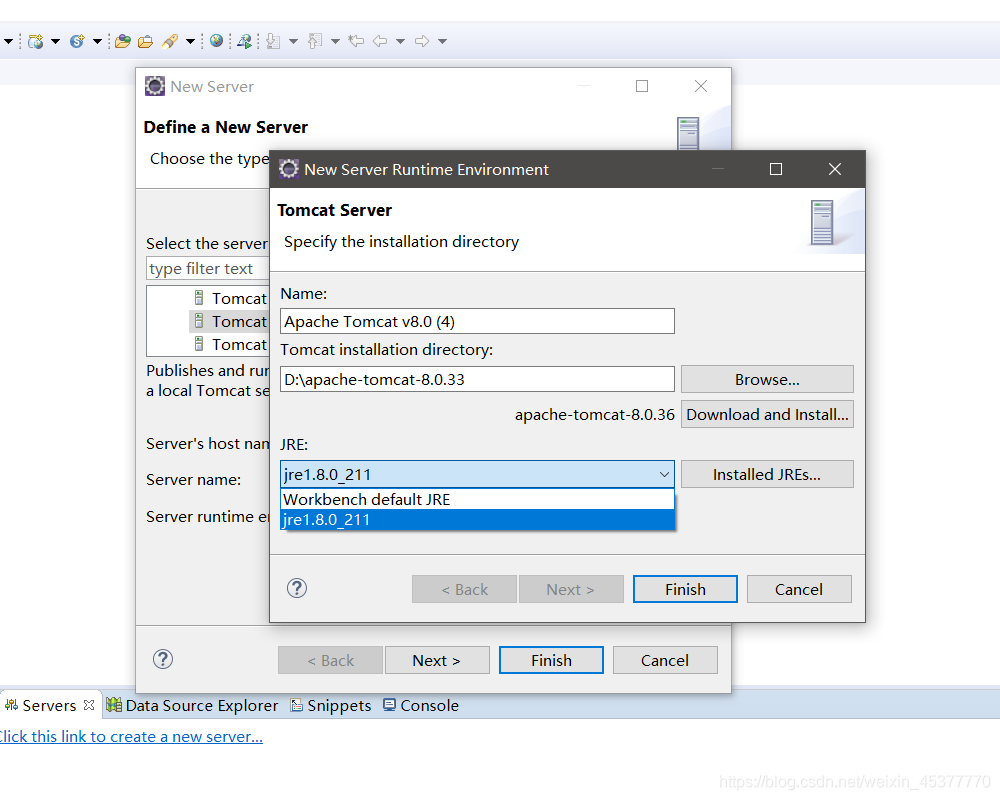 New Server
Define a New Server
Choose the type
New Server Runtime Environment
Tomcat Server
Specify the installation directory
Select the server
type filter text
Tomcat
Tomcat
Tomcat
Publishes and run
a local Tomcat se
Server's host nam
Server name:
Server runtime e
Name:
Apache Tomcat v8.0 (4)
Tomcat installation directory:
D:\apache-tomcat-8.0.33
Browse...
apache-tomcat-8.0.36
Download and Install...
JRE:
jre1.8.0_211
Installed JREs...
Workbench default JRE
jre1.8.0_211
< Back
Next >
Finish
Cancel
< Back
Next >
Finish
Cancel
Servers
Data Source Explorer
Snippets
Console
Click this link to create a new server...
https://blog.csdn.net/weixin_45377770